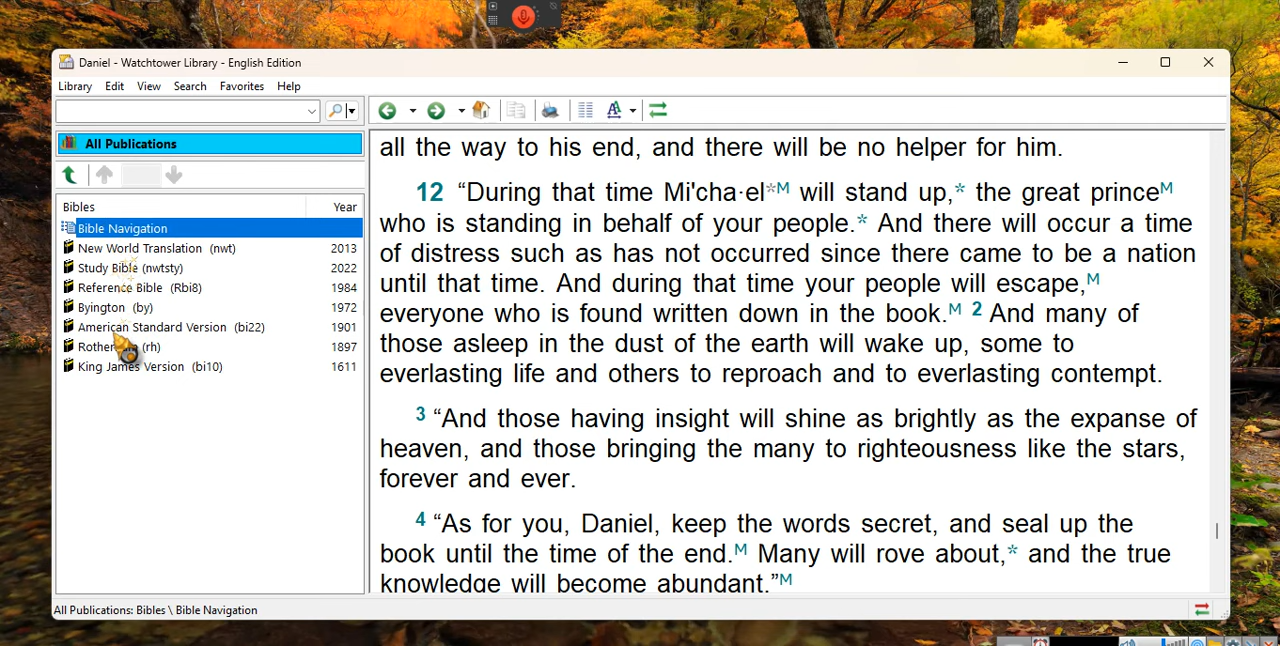 Daniel - Watchtower Library - English Edition
Library Edit View Search Favorites Help
All Publications
Bibles Year
Bible Navigation
New World Translation (nwt) 2013
Study Bible (nwtsty) 2022
Reference Bible (Rbi8) 1984
Byington (by) 1972
American Standard Version (bi22) 1901
(rh) 1897
King James Version (bi10) 1611
all the way to his end, and there will be no helper for him.
12 “During that time Mi'cha·el*M will stand up,* the great princeM
who is standing in behalf of your people.* And there will occur a time
of distress such as has not occurred since there came to be a nation
until that time. And during that time your people will escape,M
everyone who is found written down in the book.M 2 And many of
those asleep in the dust of the earth will wake up, some to
everlasting life and others to reproach and to everlasting contempt.
3 “And those having insight will shine as brightly as the expanse of
heaven, and those bringing the many to righteousness like the stars,
forever and ever.
4 “As for you, Daniel, keep the words secret, and seal up the
book until the time of the end.M Many will rove about,* and the true
knowledge will become abundant.”M
All Publications: Bibles \ Bible Navigation